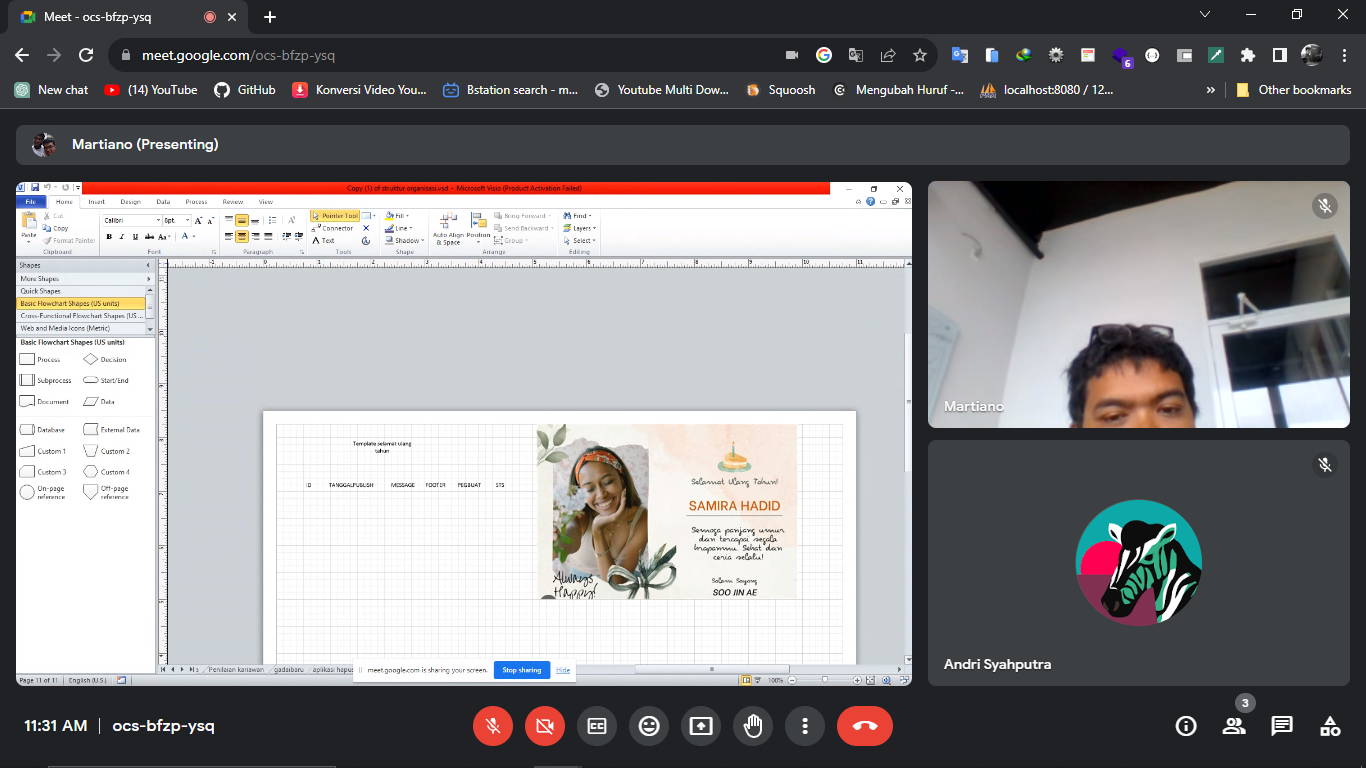 Meet - ocs-bfzp-ysq
meet.google.com/ocs-bfzp-ysq
6
New chat
(14) YouTube
GitHub
Konversi Video You...
Bstation search - m...
Youtube Multi Dow...
Squoosh
Mengubah Huruf -...
localhost:8080 / 12...
»
Other bookmarks
Martiano (Presenting)
Copy (1) of struktur organisasi.vsd - Microsoft Visio (Product Activation Failed)
File Home Insert Design Data Process Review View
Paste
Cut
Copy
Format Painter
Clipboard
Calibri 8pt.
B I U abc Aa A
Font
Paragraph
Pointer Tool
Connector
Text
Tools
Fill
Line
Shadow
Shape
Auto Align & Space
Position
Bring Forward
Send Backward
Group
Arrange
Find
Layers
Select
Editing
Shapes
More Shapes
Quick Shapes
Basic Flowchart Shapes (US units)
Cross-Functional Flowchart Shapes (US ...
Web and Media Icons (Metric)
Basic Flowchart Shapes (US units)
Process Decision
Subprocess Start/End
Document Data
Database External Data
Custom 1 Custom 2
Custom 3 Custom 4
On-page reference Off-page reference
Template selamat ulang
tahun
ID TANGGALPUBLISH MESSAGE FOOTER PEGBUAT STS
Selamat Ulang Tahun!
SAMIRA HADID
Semoga panjang umur
dan tercapai segala
harapanmu. Sehat dan
ceria selalu!
Salam Sayang
SOO JIN AE
Always
Happy!
Penilaian kariawan gadaibaru aplikasi hapus
meet.google.com is sharing your screen.
Stop sharing
Hide
Page 11 of 11
English (U.S.)
100%
Martiano
Andri Syahputra
11:31 AM
ocs-bfzp-ysq
3